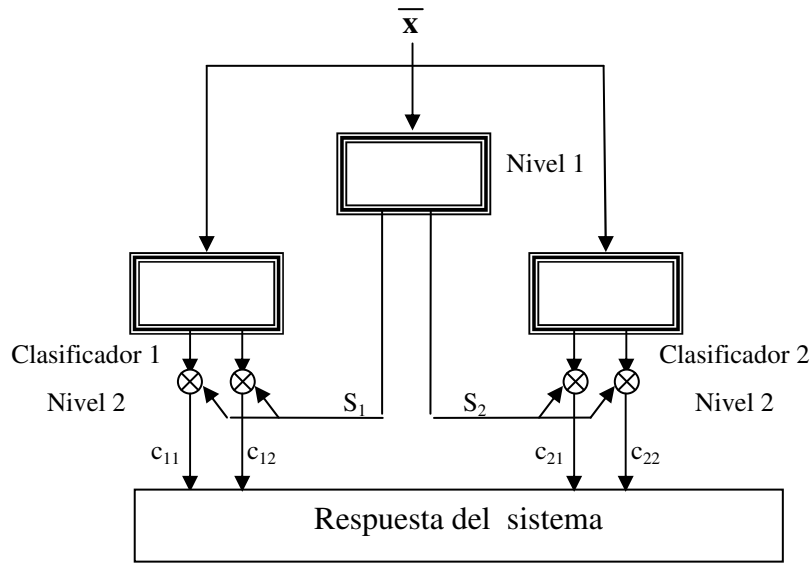 x̅
Nivel 1
Clasificador 1
Nivel 2
Clasificador 2
Nivel 2
S₁
S₂
c₁₁
c₁₂
c₂₁
c₂₂
Respuesta del sistema